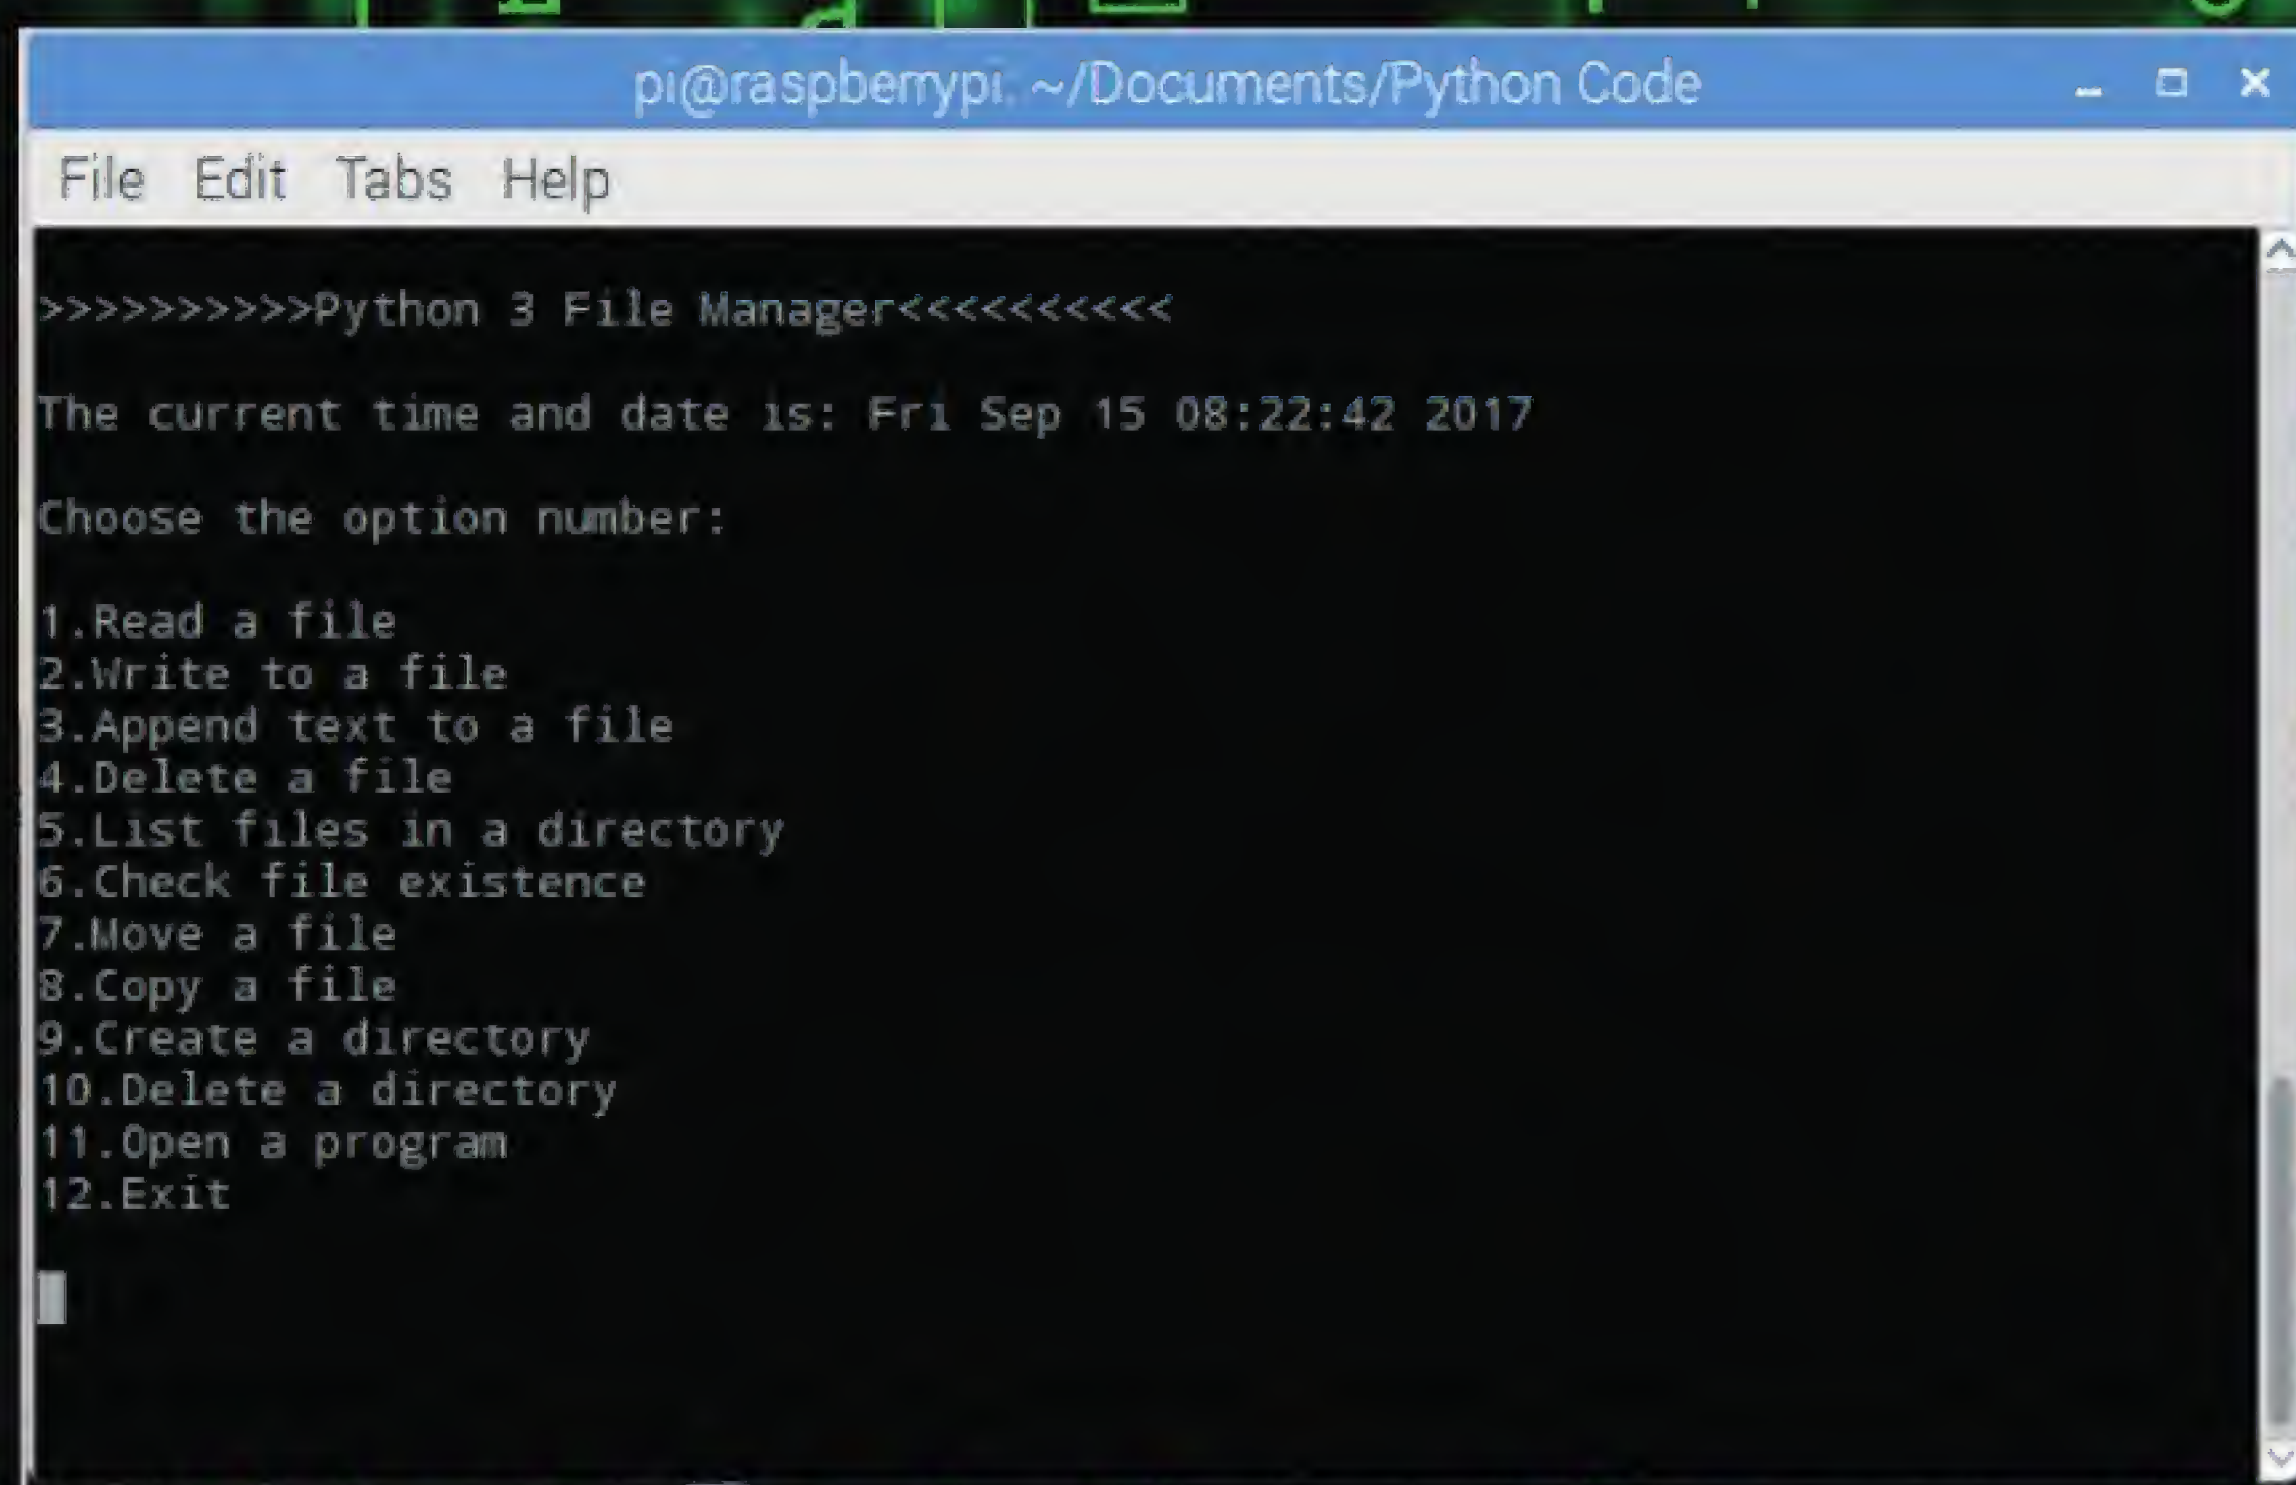 pi@raspberrypi: ~/Documents/Python Code
File Edit Tabs Help
>>>>>>>>>>Python 3 File Manager<<<<<<<<<<
The current time and date is: Fri Sep 15 08:22:42 2017
Choose the option number:
1.Read a file
2.Write to a file
3.Append text to a file
4.Delete a file
5.List files in a directory
6.Check file existence
7.Move a file
8.Copy a file
9.Create a directory
10.Delete a directory
11.Open a program
12.Exit